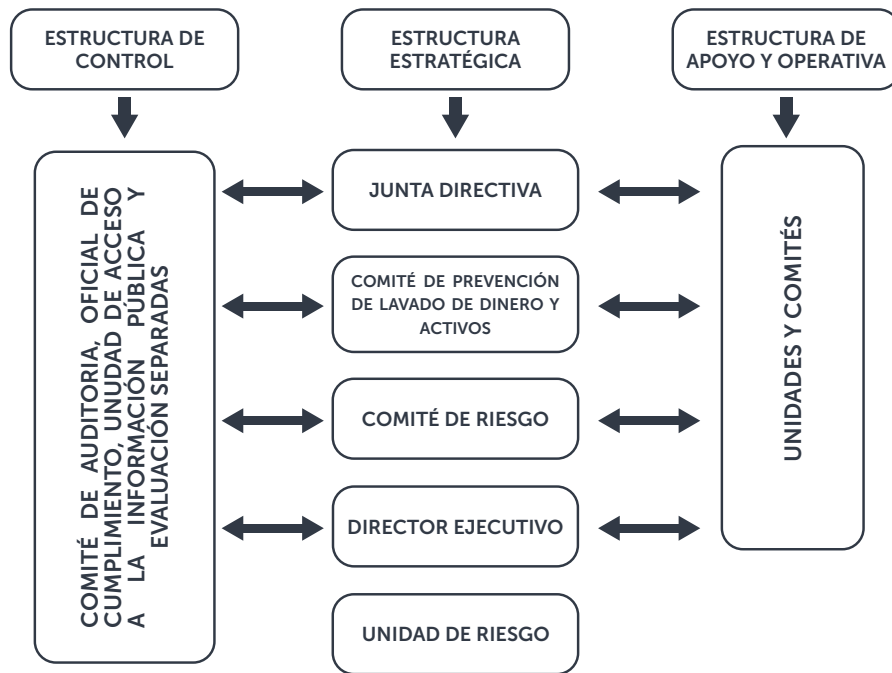 ESTRUCTURA DE
CONTROL
ESTRUCTURA
ESTRATÉGICA
ESTRUCTURA DE
APOYO Y OPERATIVA
COMITÉ DE AUDITORIA, OFICIAL DE
CUMPLIMIENTO, UNUDAD DE ACCESO
A LA INFORMACIÓN PÚBLICA Y
EVALUACIÓN SEPARADAS
JUNTA DIRECTIVA
COMITÉ DE PREVENCIÓN
DE LAVADO DE DINERO Y
ACTIVOS
COMITÉ DE RIESGO
DIRECTOR EJECUTIVO
UNIDAD DE RIESGO
UNIDADES Y COMITÉS